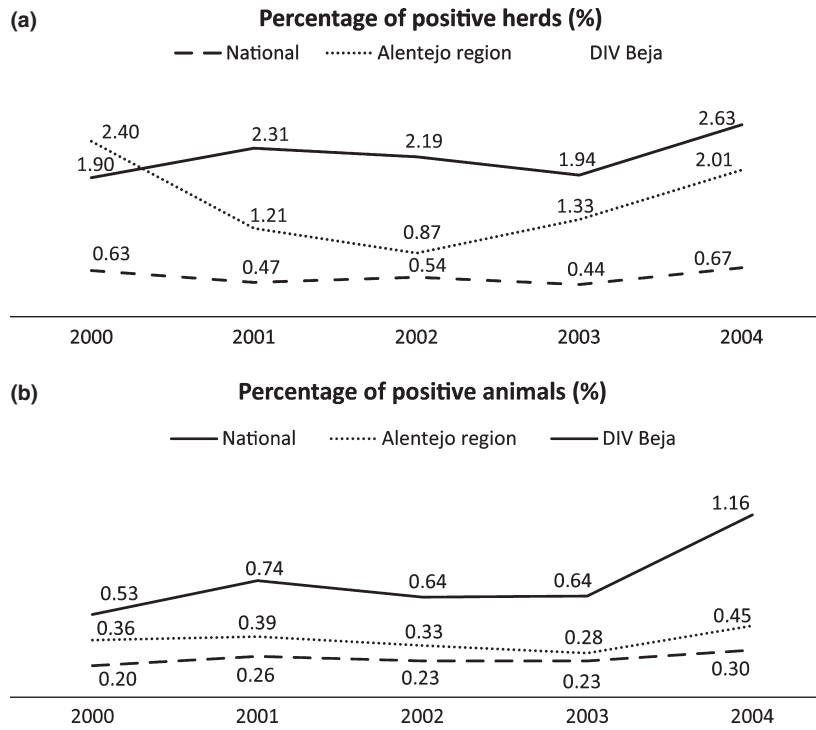 (a) Percentage of positive herds (%)
National Alentejo region DIV Beja
2.40 2.31 2.19 2.63
1.90 2.01
1.21 0.87 1.33
0.63 0.47 0.54 0.44 0.67
2000 2001 2002 2003 2004
(b) Percentage of positive animals (%)
National Alentejo region DIV Beja
1.16
0.53 0.74 0.64 0.64
0.36 0.39 0.33 0.28 0.45
0.20 0.26 0.23 0.23 0.30
2000 2001 2002 2003 2004